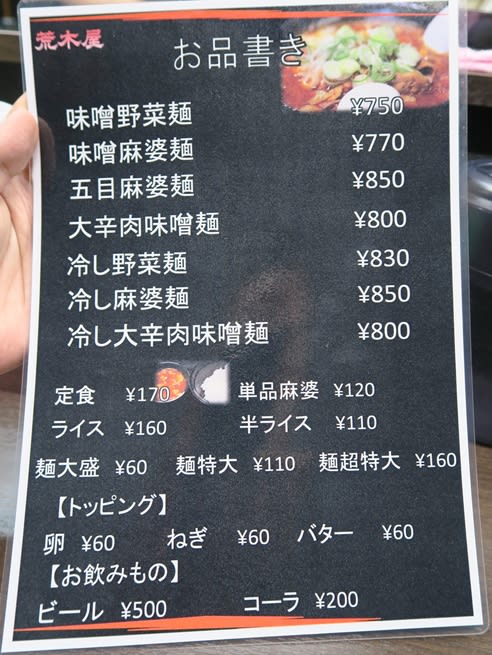 荒木屋
お品書き
味噌野菜麺 ¥750
味噌麻婆麺 ¥770
五目麻婆麺 ¥850
大辛肉味噌麺 ¥800
冷し野菜麺 ¥830
冷し麻婆麺 ¥850
冷し大辛肉味噌麺 ¥800
定食 ¥170 単品麻婆 ¥120
ライス ¥160 半ライス ¥110
麺大盛 ¥60 麺特大 ¥110 麺超特大 ¥160
【トッピング】
卵 ¥60 ねぎ ¥60 バター ¥60
【お飲みもの】
ビール ¥500 コーラ ¥200